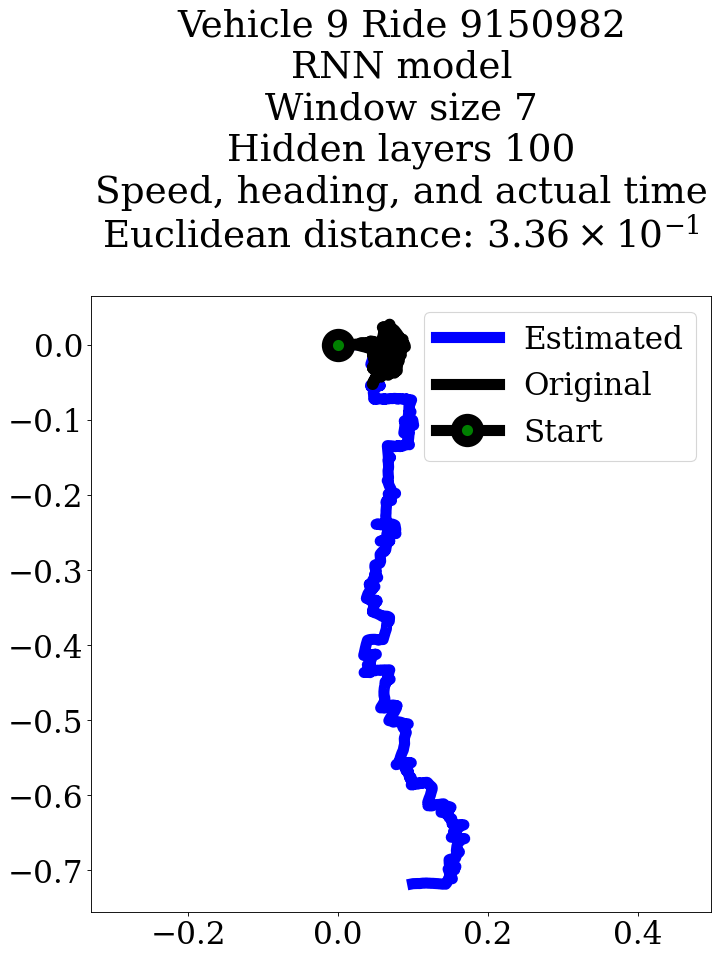 Vehicle 9 Ride 9150982
RNN model
Window size 7
Hidden layers 100
Speed, heading, and actual time
Euclidean distance: 3.36 × 10⁻¹
Estimated
Original
Start
0.0
−0.1
−0.2
−0.3
−0.4
−0.5
−0.6
−0.7
−0.2 0.0 0.2 0.4